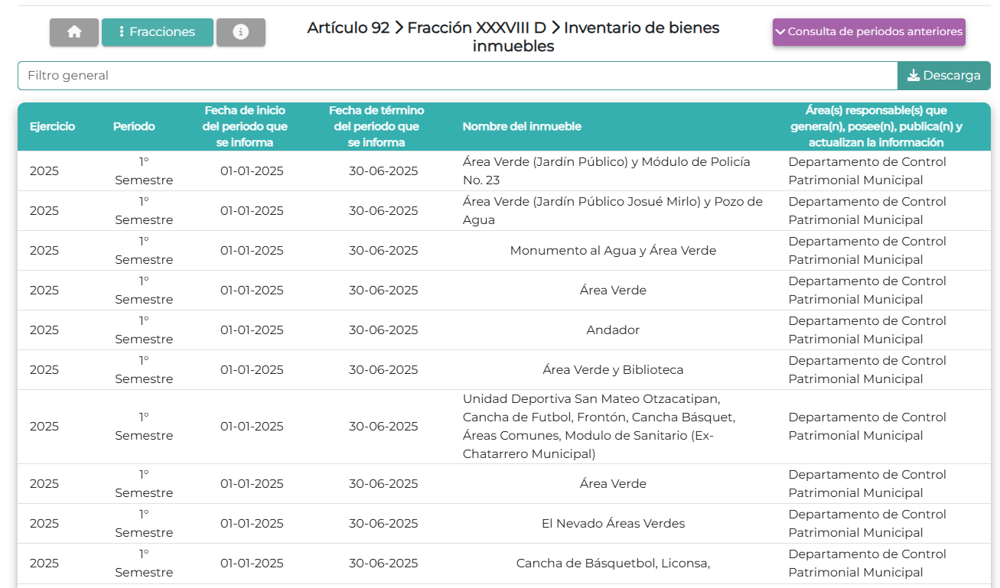 Fracciones
Artículo 92 > Fracción XXXVIII D > Inventario de bienes
inmuebles
Consulta de periodos anteriores
Filtro general
Descarga
Ejercicio
Periodo
Fecha de inicio
del periodo que
se informa
Fecha de término
del periodo que
se informa
Nombre del inmueble
Área(s) responsable(s) que
genera(n), posee(n), publica(n) y
actualizan la información
2025
1°
Semestre
01-01-2025
30-06-2025
Área Verde (Jardín Público) y Módulo de Policía
No. 23
Departamento de Control
Patrimonial Municipal
2025
1°
Semestre
01-01-2025
30-06-2025
Área Verde (Jardín Público Josué Mirlo) y Pozo de
Agua
Departamento de Control
Patrimonial Municipal
2025
1°
Semestre
01-01-2025
30-06-2025
Monumento al Agua y Área Verde
Departamento de Control
Patrimonial Municipal
2025
1°
Semestre
01-01-2025
30-06-2025
Área Verde
Departamento de Control
Patrimonial Municipal
2025
1°
Semestre
01-01-2025
30-06-2025
Andador
Departamento de Control
Patrimonial Municipal
2025
1°
Semestre
01-01-2025
30-06-2025
Área Verde y Biblioteca
Departamento de Control
Patrimonial Municipal
2025
1°
Semestre
01-01-2025
30-06-2025
Unidad Deportiva San Mateo Otzacatipan,
Cancha de Futbol, Frontón, Cancha Básquet,
Áreas Comunes, Modulo de Sanitario (Ex-
Chatarrero Municipal)
Departamento de Control
Patrimonial Municipal
2025
1°
Semestre
01-01-2025
30-06-2025
Área Verde
Departamento de Control
Patrimonial Municipal
2025
1°
Semestre
01-01-2025
30-06-2025
El Nevado Áreas Verdes
Departamento de Control
Patrimonial Municipal
2025
1°
Semestre
01-01-2025
30-06-2025
Cancha de Básquetbol, Liconsa,
Departamento de Control
Patrimonial Municipal